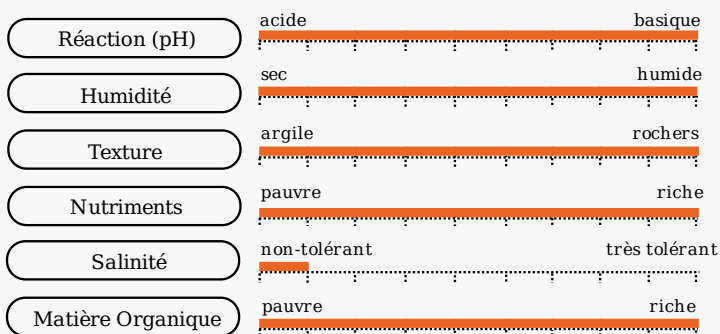 acide basique
Réaction (pH)
sec humide
Humidité
argile rochers
Texture
pauvre riche
Nutriments
non-tolérant très tolérant
Salinité
pauvre riche
Matière Organique